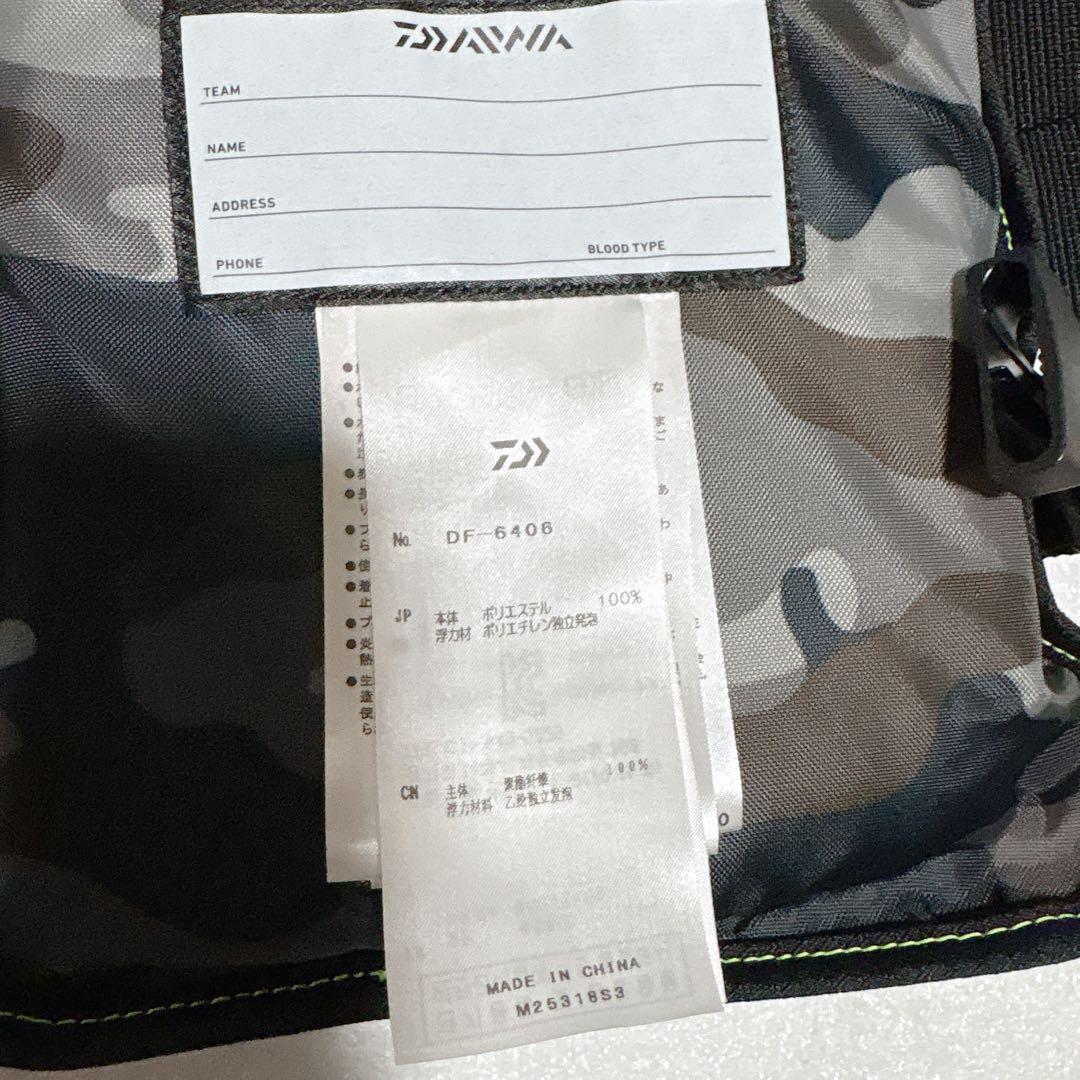 DAIWA
TEAM
NAME
ADDRESS
PHONE
BLOOD TYPE
No. DF-6406
JP 本体 ポリエステル 100%
浮力材 ポリエチレン独立発泡
CN 主体 聚酯纤维 100%
浮力材料 乙烯独立发泡
MADE IN CHINA
M25318S3